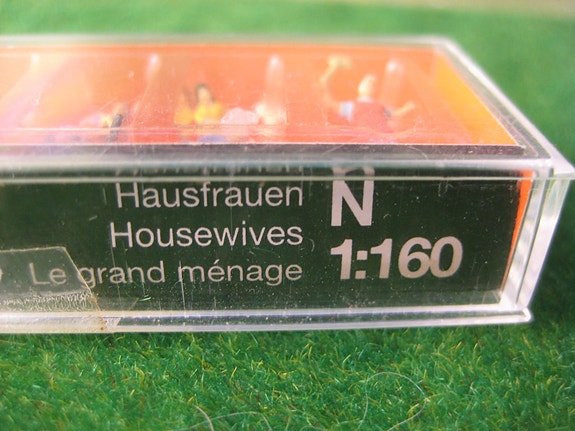 Hausfrauen
Housewives
Le grand ménage
N
1:160